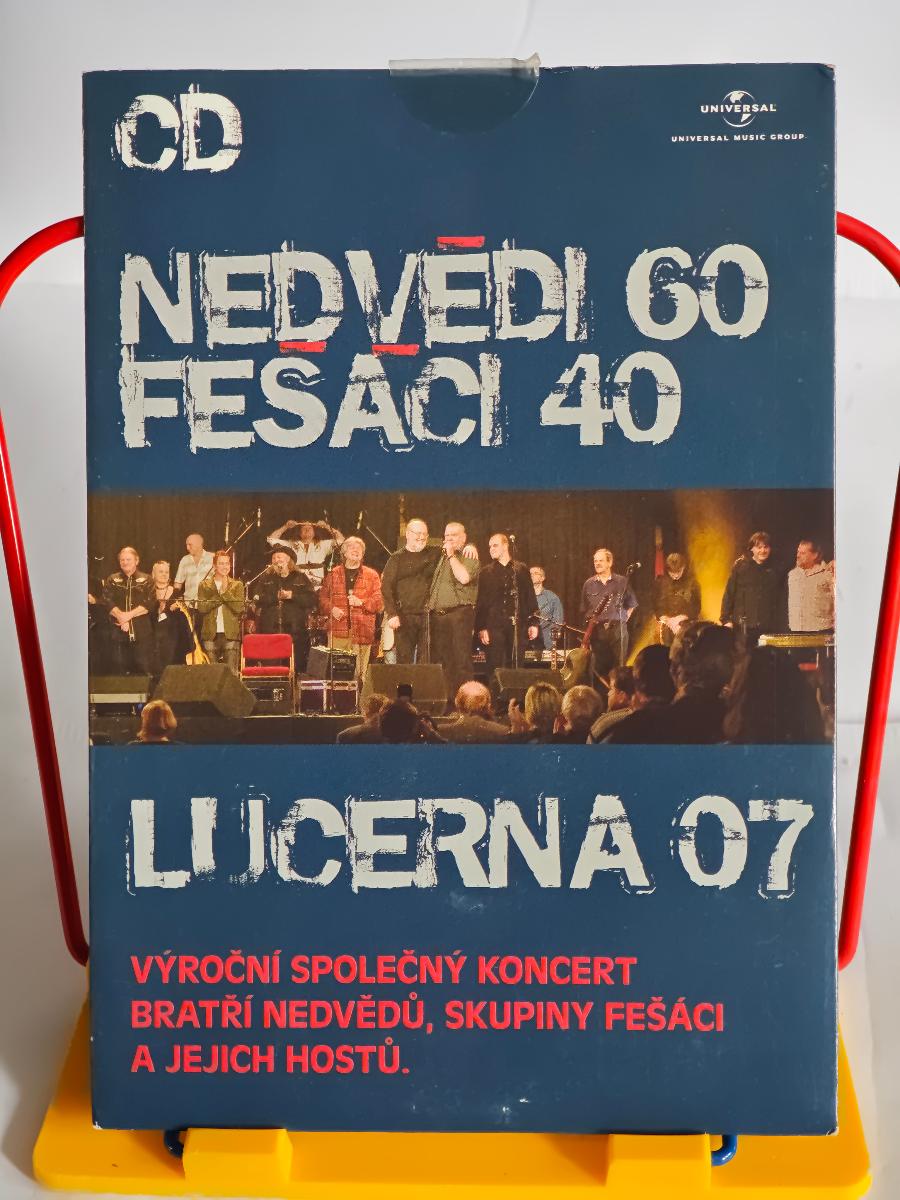 CD
UNIVERSAL
UNIVERSAL MUSIC GROUP
NEDVĚDI 60
FEŠÁCI 40
LUCERNA 07
VÝROČNÍ SPOLEČNÝ KONCERT
BRATŘÍ NEDVĚDŮ, SKUPINY FEŠÁCI
A JEJICH HOSTŮ.